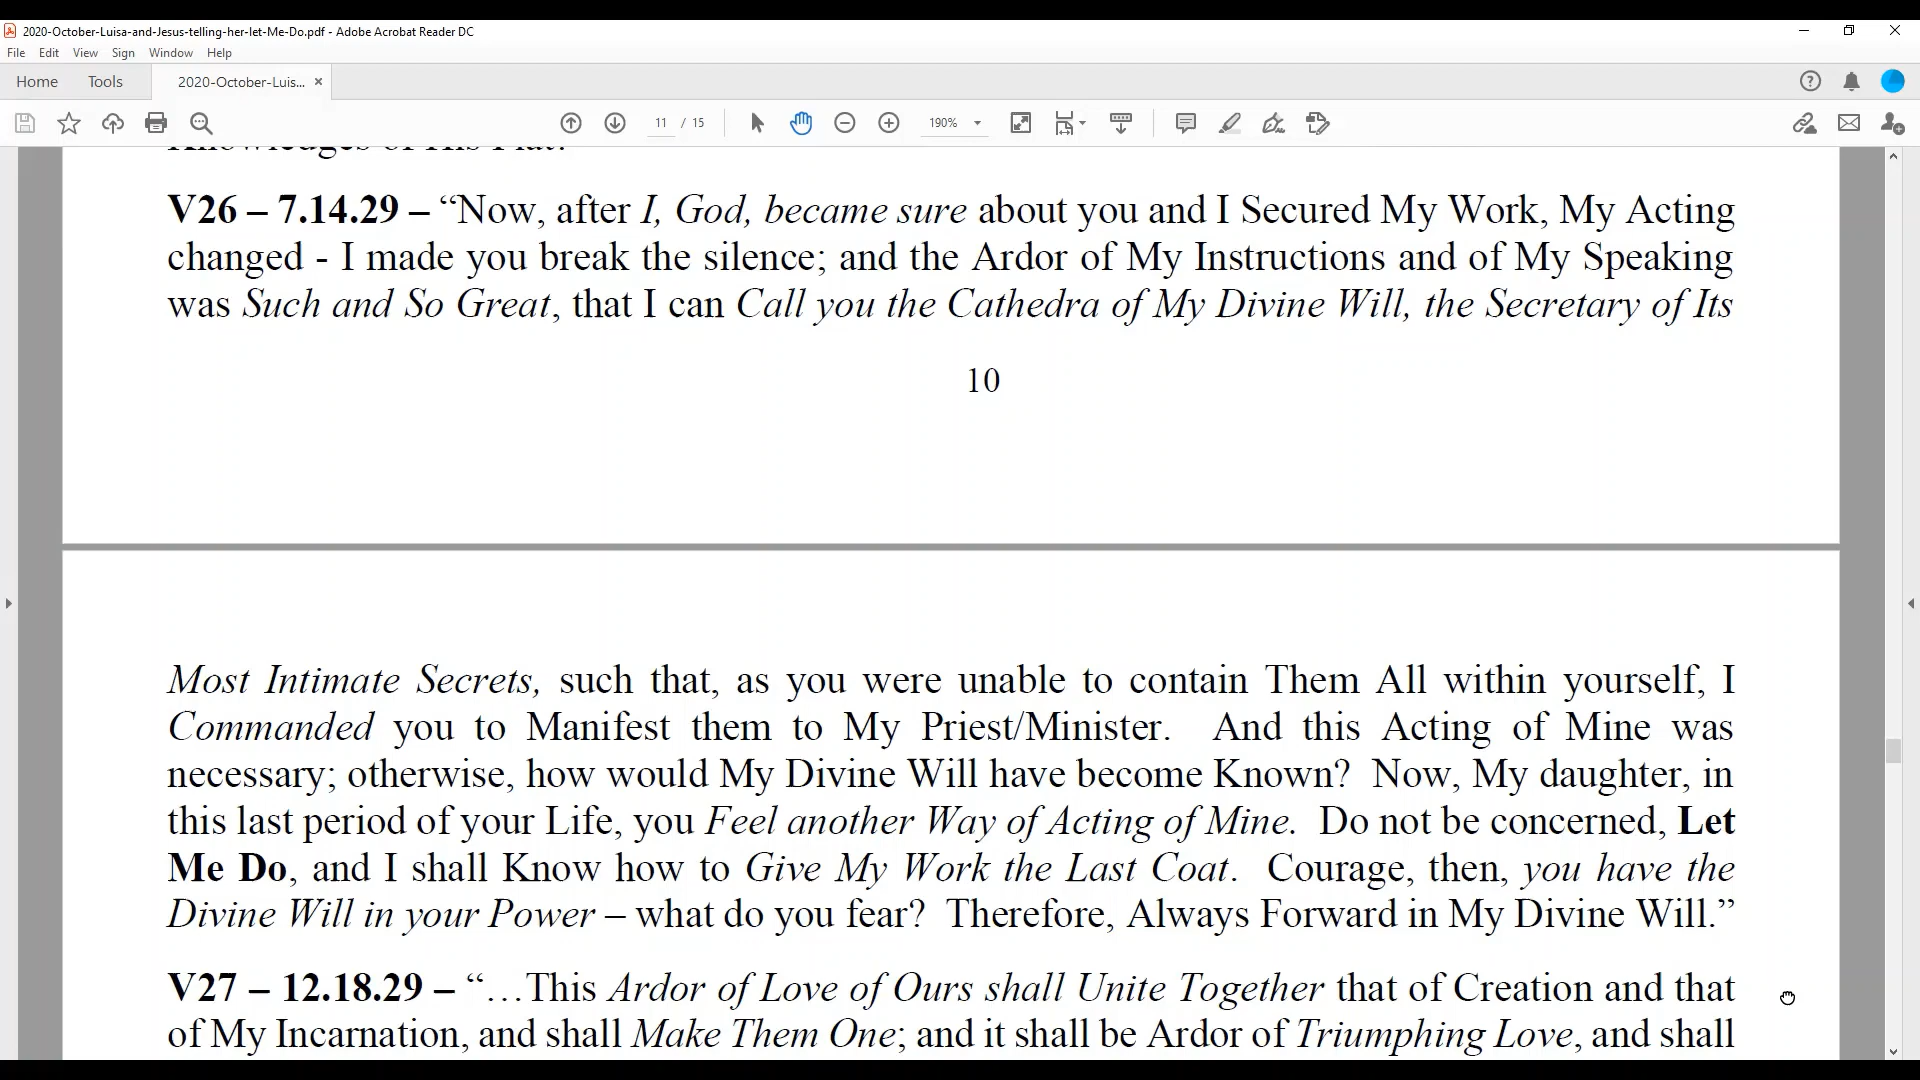 2020-October-Luisa-and-Jesus-telling-her-let-Me-Do.pdf - Adobe Acrobat Reader DC
File Edit View Sign Window Help
Home Tools 2020-October-Luis... ×
11 / 15 190%
Knowledges of His Fiat.
V26 – 7.14.29 – “Now, after I, God, became sure about you and I Secured My Work, My Acting
changed - I made you break the silence; and the Ardor of My Instructions and of My Speaking
was Such and So Great, that I can Call you the Cathedra of My Divine Will, the Secretary of Its
10
Most Intimate Secrets, such that, as you were unable to contain Them All within yourself, I
Commanded you to Manifest them to My Priest/Minister. And this Acting of Mine was
necessary; otherwise, how would My Divine Will have become Known? Now, My daughter, in
this last period of your Life, you Feel another Way of Acting of Mine. Do not be concerned, Let
Me Do, and I shall Know how to Give My Work the Last Coat. Courage, then, you have the
Divine Will in your Power – what do you fear? Therefore, Always Forward in My Divine Will.”
V27 – 12.18.29 – “…This Ardor of Love of Ours shall Unite Together that of Creation and that
of My Incarnation, and shall Make Them One; and it shall be Ardor of Triumphing Love, and shall